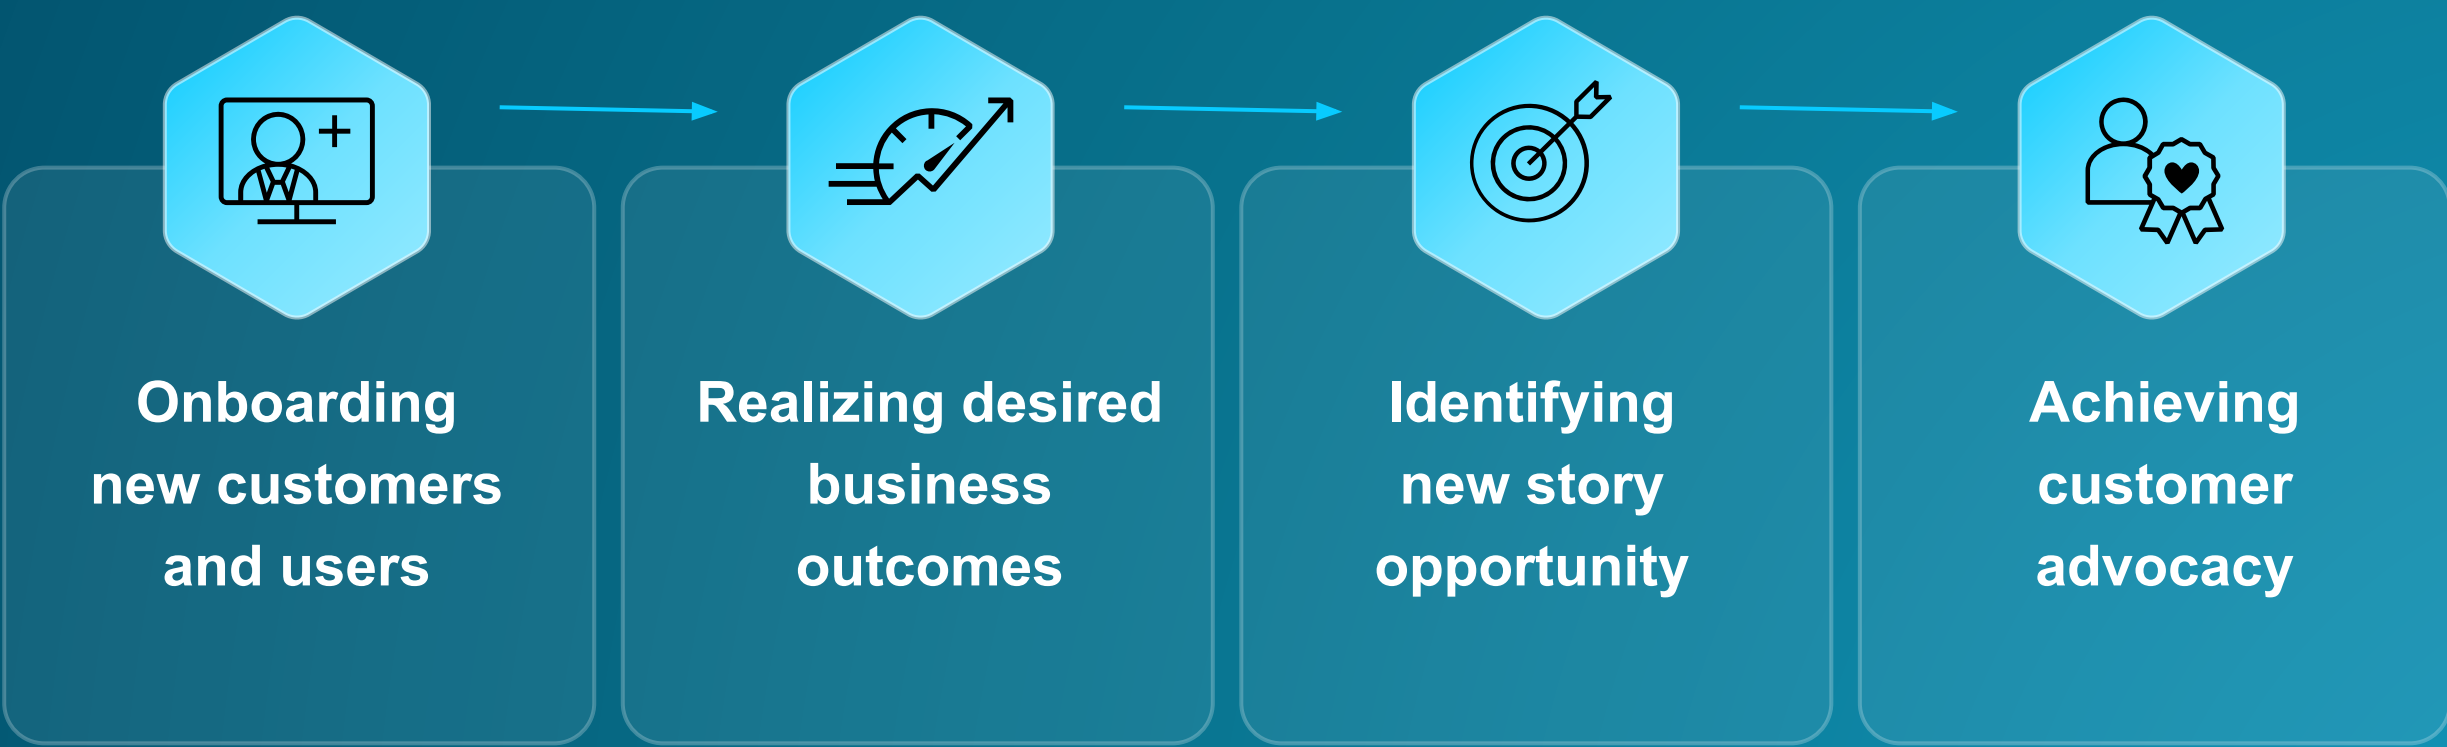 Onboarding
new customers
and users
Realizing desired
business
outcomes
Identifying
new story
opportunity
Achieving
customer
advocacy